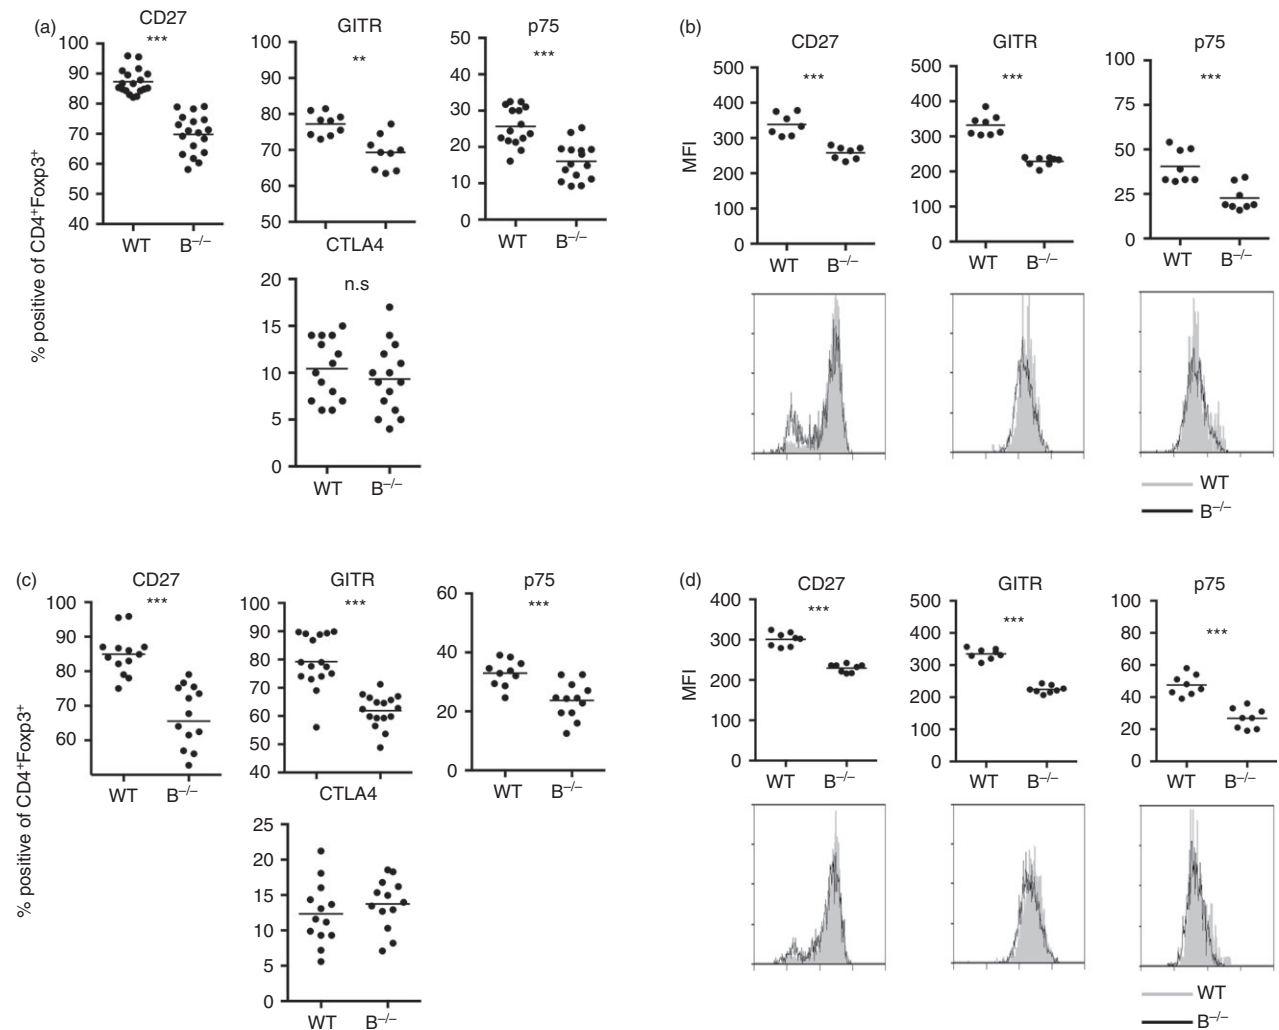 (a)
CD27
***
100
90
80
70
60
50
40
WT
B–/–
GITR
**
100
90
80
70
60
50
p75
***
50
40
30
20
10
0
WT
B–/–
% positive of CD4+Foxp3+
CTLA4
n.s
20
15
10
5
0
WT
B–/–
(b)
MFI
CD27
***
500
400
300
200
100
0
WT
B–/–
GITR
***
500
400
300
200
100
0
WT
B–/–
p75
***
100
75
50
25
0
WT
B–/–
WT
B–/–
(c)
CD27
***
100
90
80
70
60
WT
B–/–
GITR
***
100
90
80
70
60
50
40
p75
***
60
40
20
0
WT
B–/–
% positive of CD4+Foxp3+
CTLA4
25
20
15
10
5
0
WT
B–/–
(d)
MFI
CD27
***
400
300
200
100
0
WT
B–/–
GITR
***
500
400
300
200
100
0
WT
B–/–
p75
***
100
80
60
40
20
0
WT
B–/–
WT
B–/–